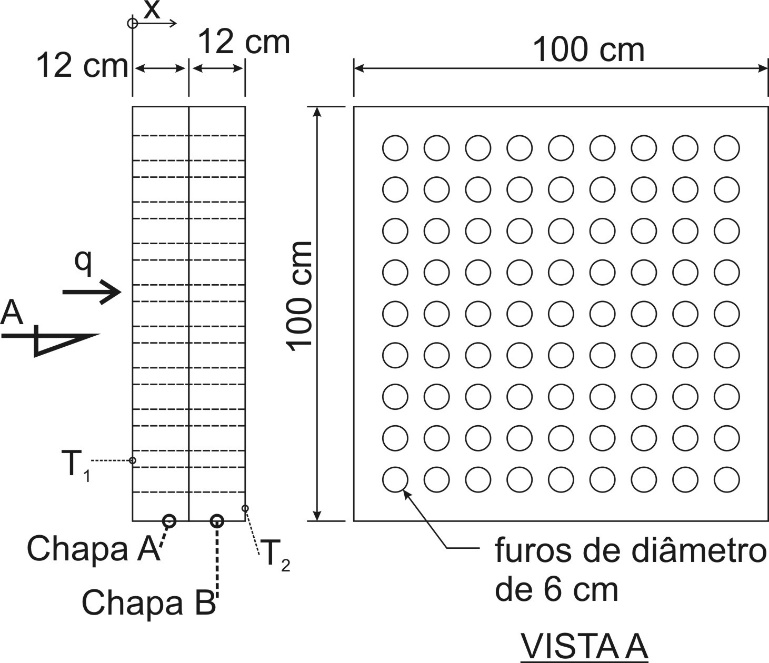 x
12 cm
12 cm
100 cm
100 cm
q
A
T1
T2
Chapa A
Chapa B
furos de diâmetro
de 6 cm
VISTA A